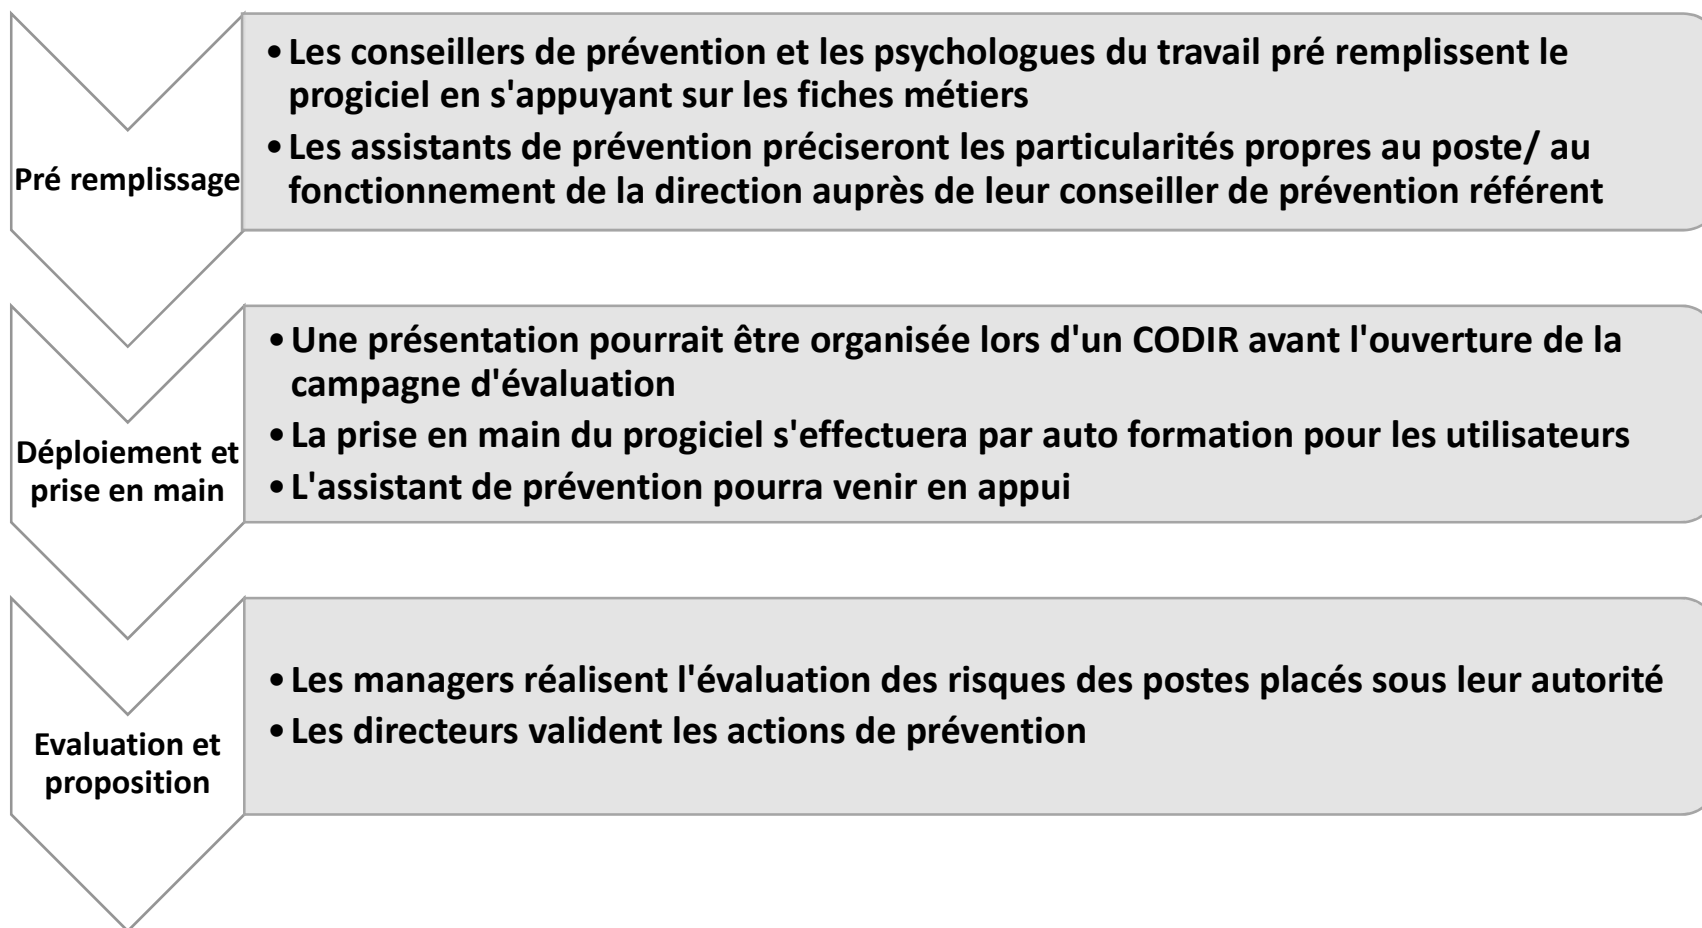 Pré remplissage
• Les conseillers de prévention et les psychologues du travail pré remplissent le
progiciel en s'appuyant sur les fiches métiers
• Les assistants de prévention préciseront les particularités propres au poste/ au
fonctionnement de la direction auprès de leur conseiller de prévention référent
Déploiement et
prise en main
• Une présentation pourrait être organisée lors d'un CODIR avant l'ouverture de la
campagne d'évaluation
• La prise en main du progiciel s'effectuera par auto formation pour les utilisateurs
• L'assistant de prévention pourra venir en appui
Evaluation et
proposition
• Les managers réalisent l'évaluation des risques des postes placés sous leur autorité
• Les directeurs valident les actions de prévention